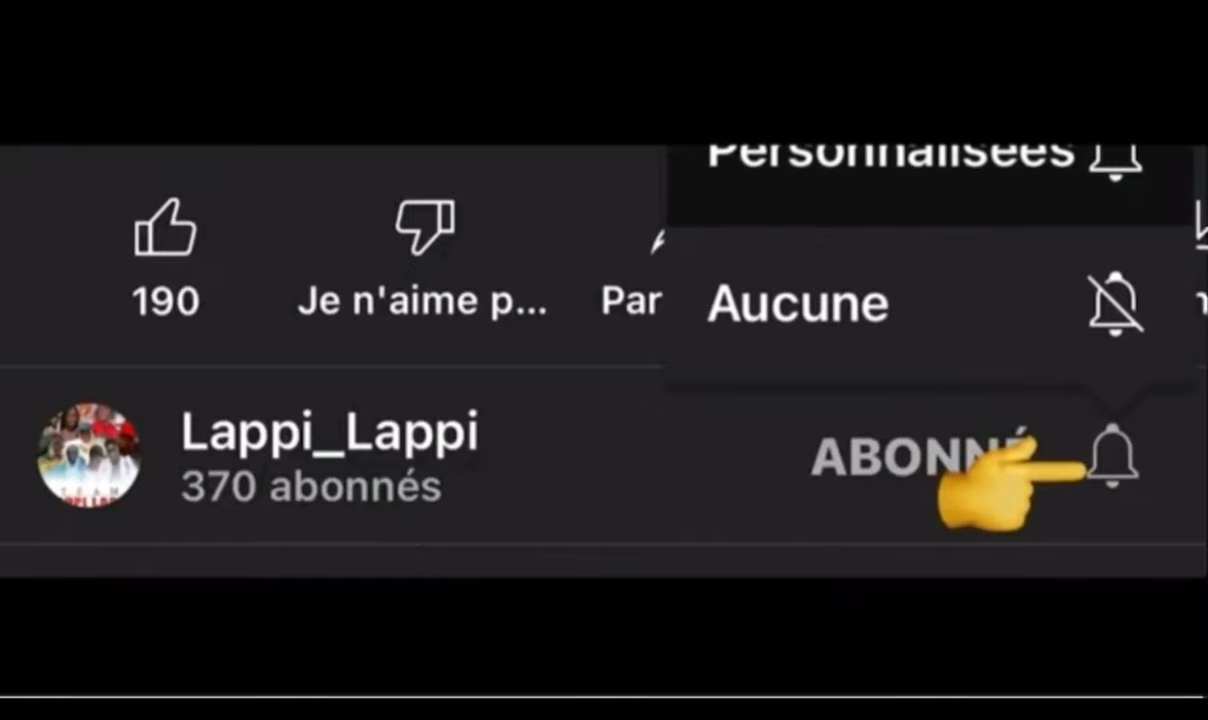 Personnalisées
190
Je n'aime p...
Par
Aucune
Lappi_Lappi
370 abonnés
ABONNÉ